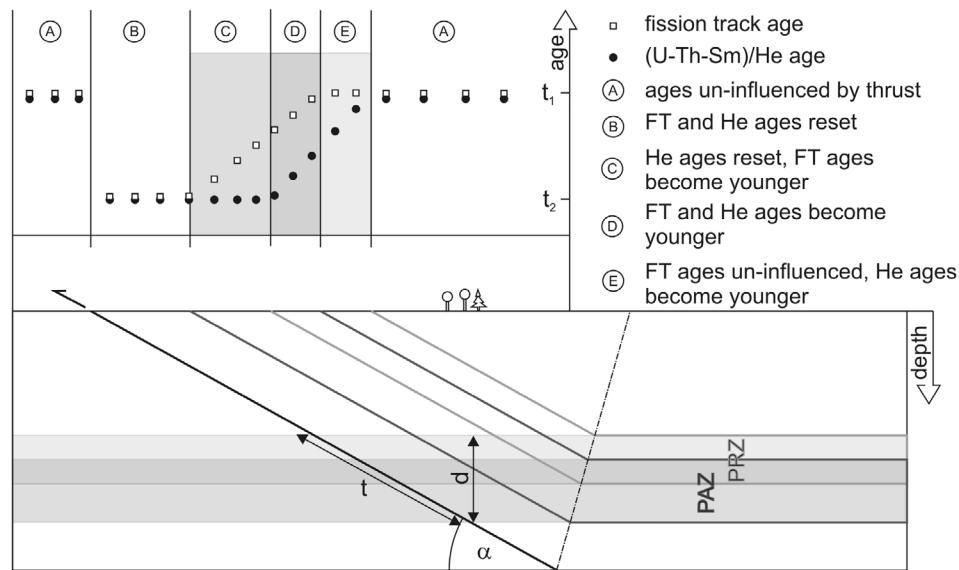 A B C D E A
age
t1
t2
fission track age
(U-Th-Sm)/He age
A ages un-influenced by thrust
B FT and He ages reset
C He ages reset, FT ages
become younger
D FT and He ages become
younger
E FT ages un-influenced, He ages
become younger
depth
PRZ
PAZ
t
d
α